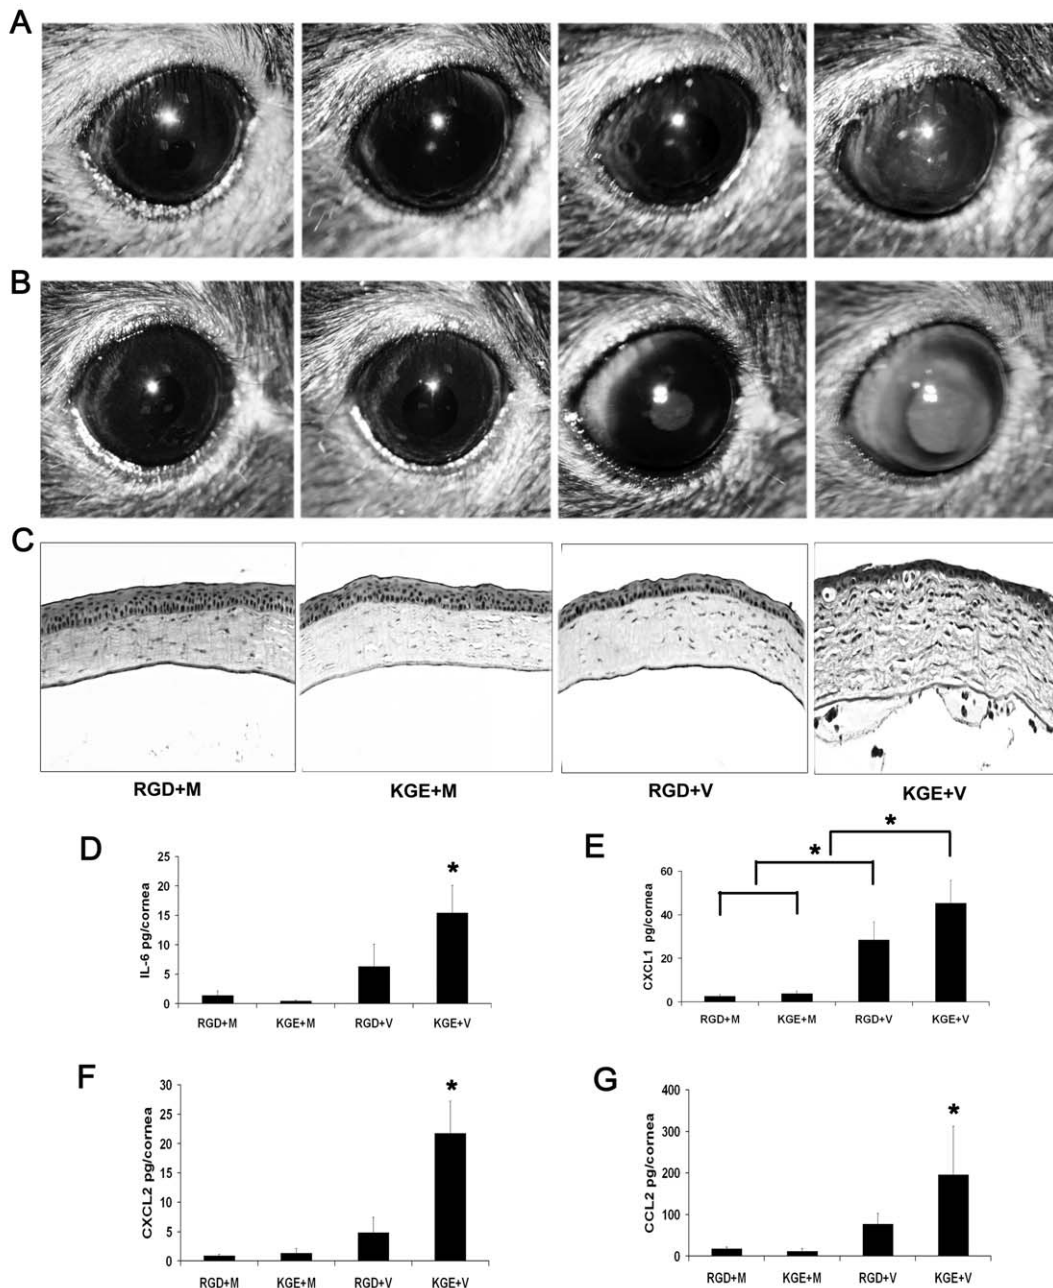 A
B
C
RGD+M KGE+M RGD+V KGE+V
D
IL-6 pg/cornea
25
20
15
10
5
0
*
RGD+M KGE+M RGD+V KGE+V
E
CXCL1 pg/cornea
60
40
20
0
*
*
RGD+M KGE+M RGD+V KGE+V
F
CXCL2 pg/cornea
30
25
20
15
10
5
0
*
RGD+M KGE+M RGD+V KGE+V
G
CCL2 pg/cornea
400
300
200
100
0
*
RGD+M KGE+M RGD+V KGE+V